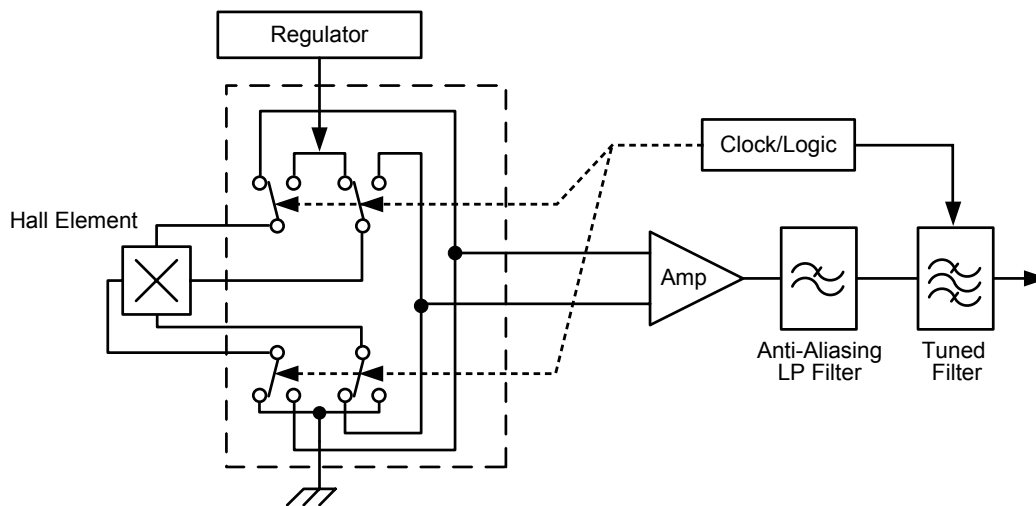 Regulator
Clock/Logic
Hall Element
Amp
Anti-Aliasing
LP Filter
Tuned
Filter